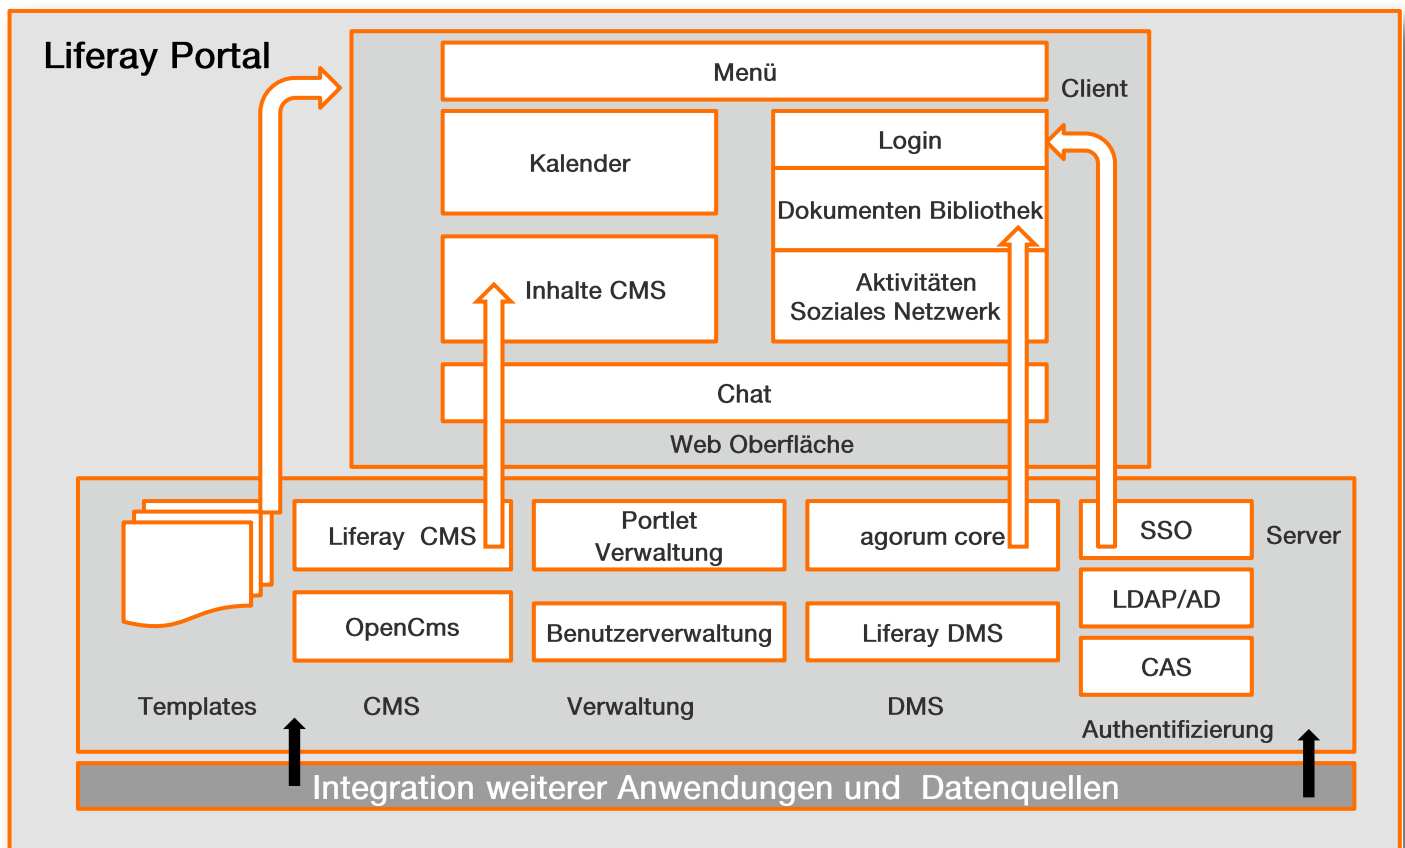 Liferay Portal
Menü
Client
Kalender
Login
Dokumenten Bibliothek
Inhalte CMS
Aktivitäten
Soziales Netzwerk
Chat
Web Oberfläche
Liferay CMS
Portlet
Verwaltung
agorum core
SSO
Server
LDAP/AD
OpenCms
Benutzerverwaltung
Liferay DMS
CAS
Templates
CMS
Verwaltung
DMS
Authentifizierung
Integration weiterer Anwendungen und Datenquellen